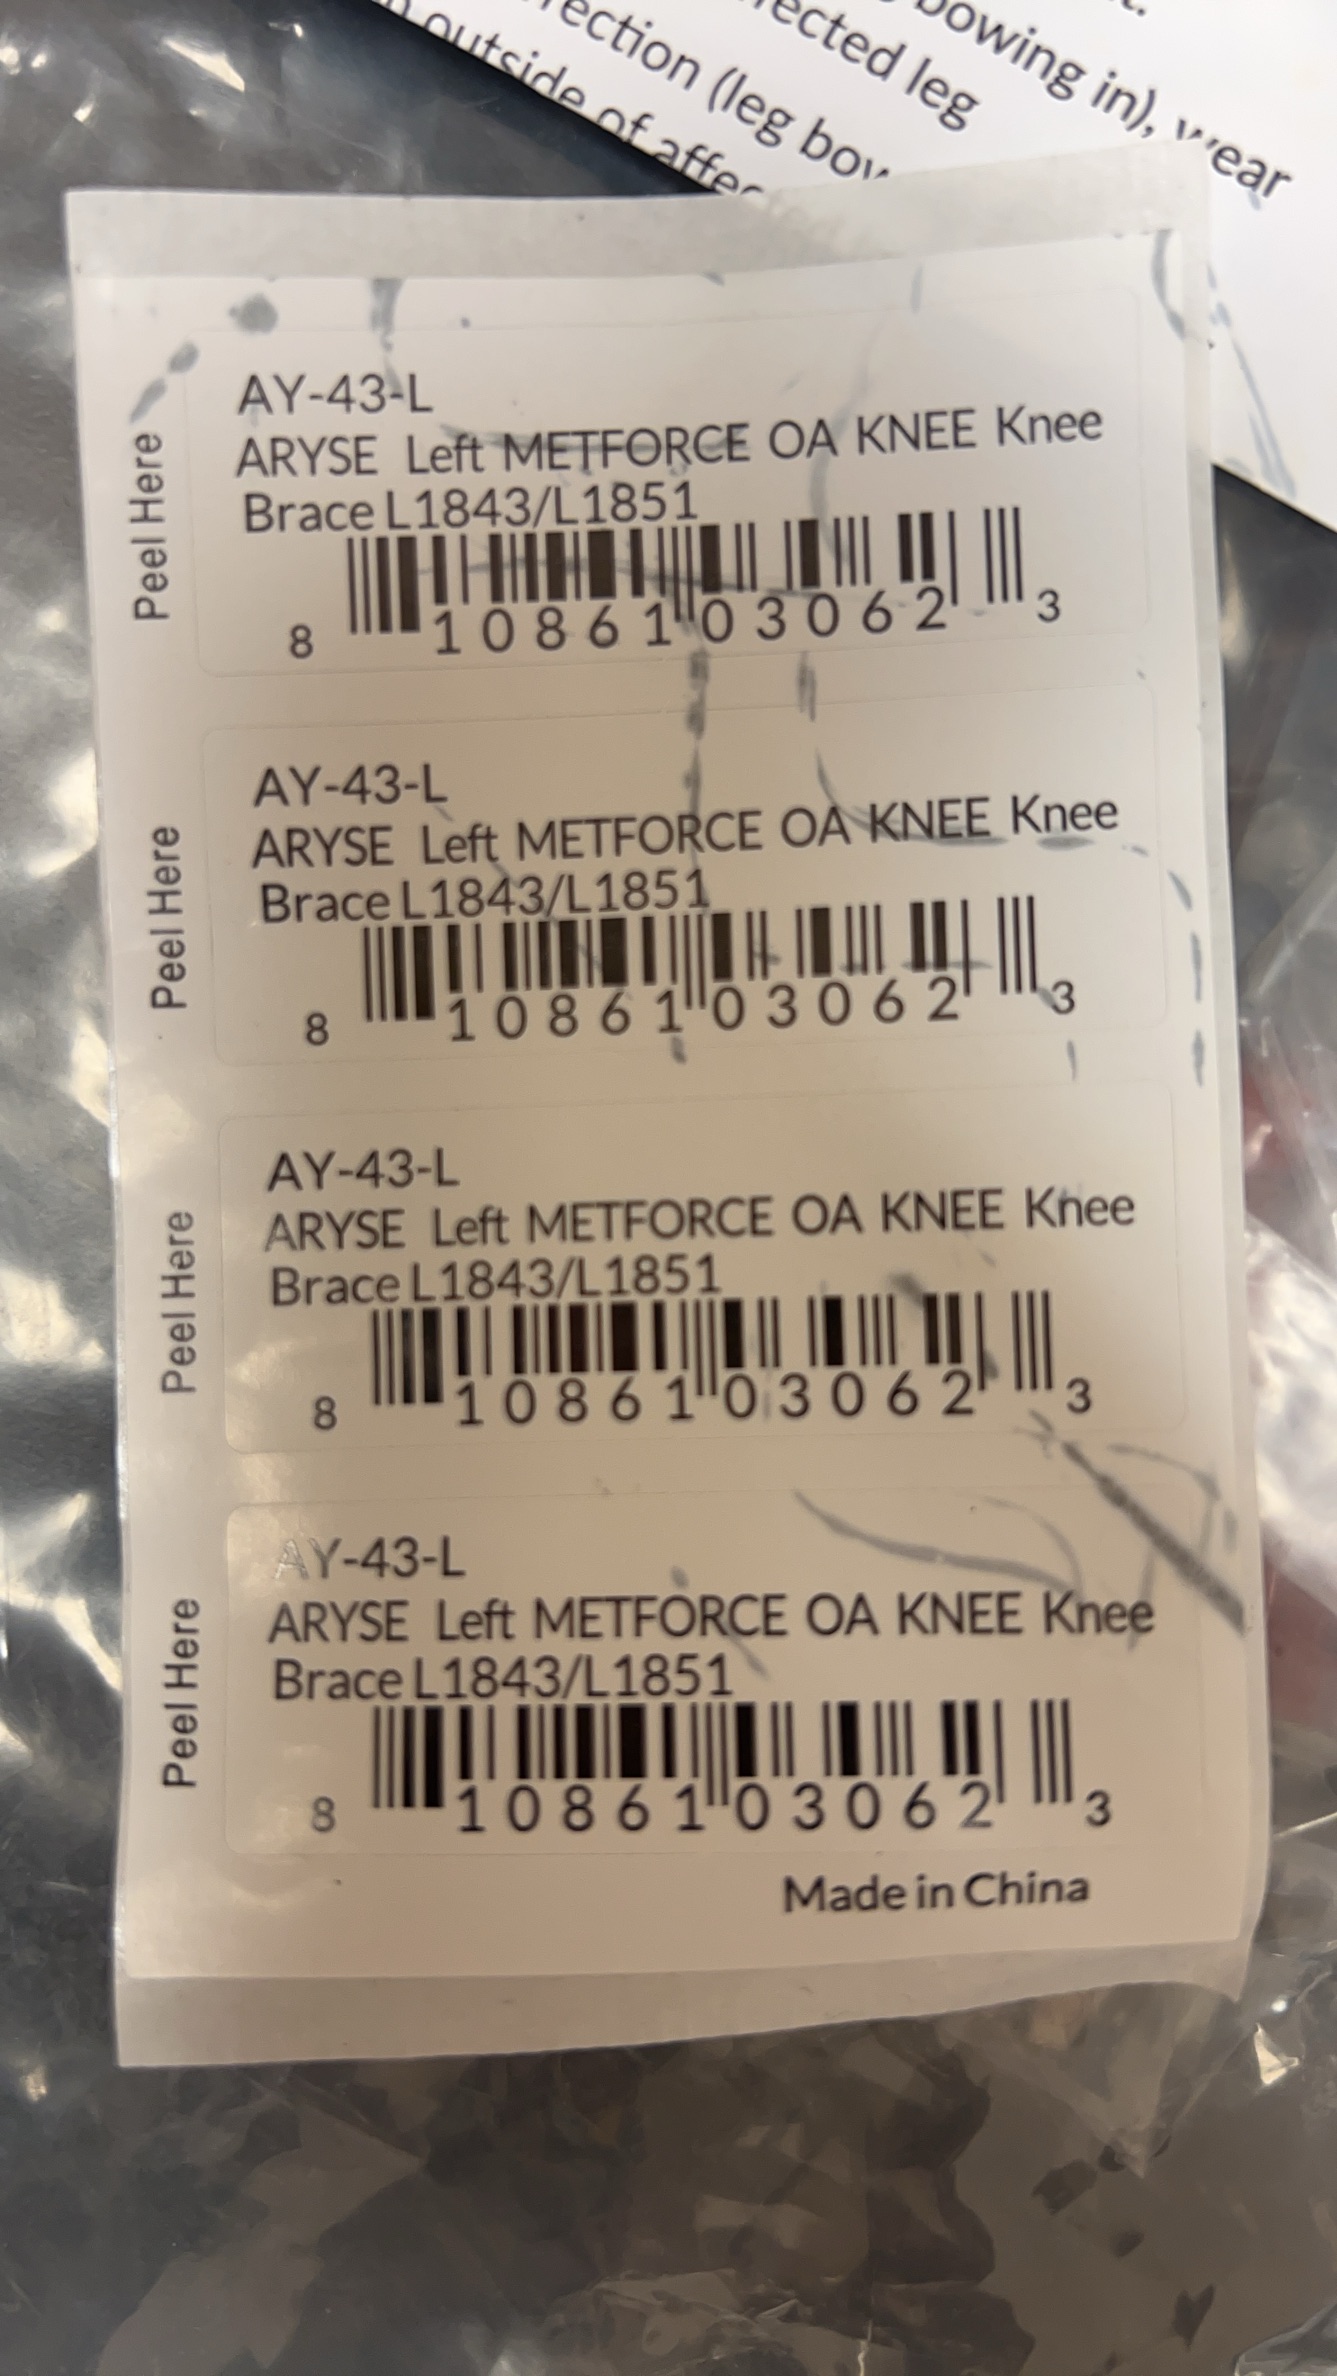 bowing in), wear
fected leg
ection (leg bow
outside of affec
AY-43-L
ARYSE Left METFORCE OA KNEE Knee
Brace L1843/L1851
8 10861 03062 3
Peel Here
AY-43-L
ARYSE Left METFORCE OA KNEE Knee
Brace L1843/L1851
8 10861 03062 3
Peel Here
AY-43-L
ARYSE Left METFORCE OA KNEE Knee
Brace L1843/L1851
8 10861 03062 3
Peel Here
AY-43-L
ARYSE Left METFORCE OA KNEE Knee
Brace L1843/L1851
8 10861 03062 3
Peel Here
Made in China